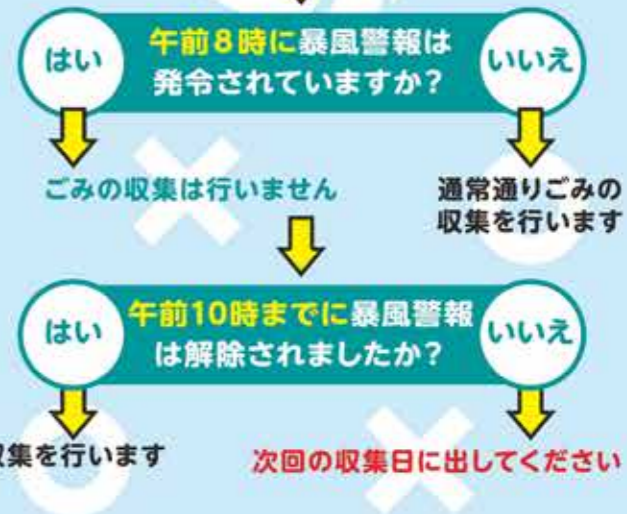 はい
午前8時に暴風警報は
発令されていますか?
いいえ
ごみの収集は行いません
通常通りごみの
収集を行います
はい
午前10時までに暴風警報
は解除されましたか?
いいえ
収集を行います
次回の収集日に出してください